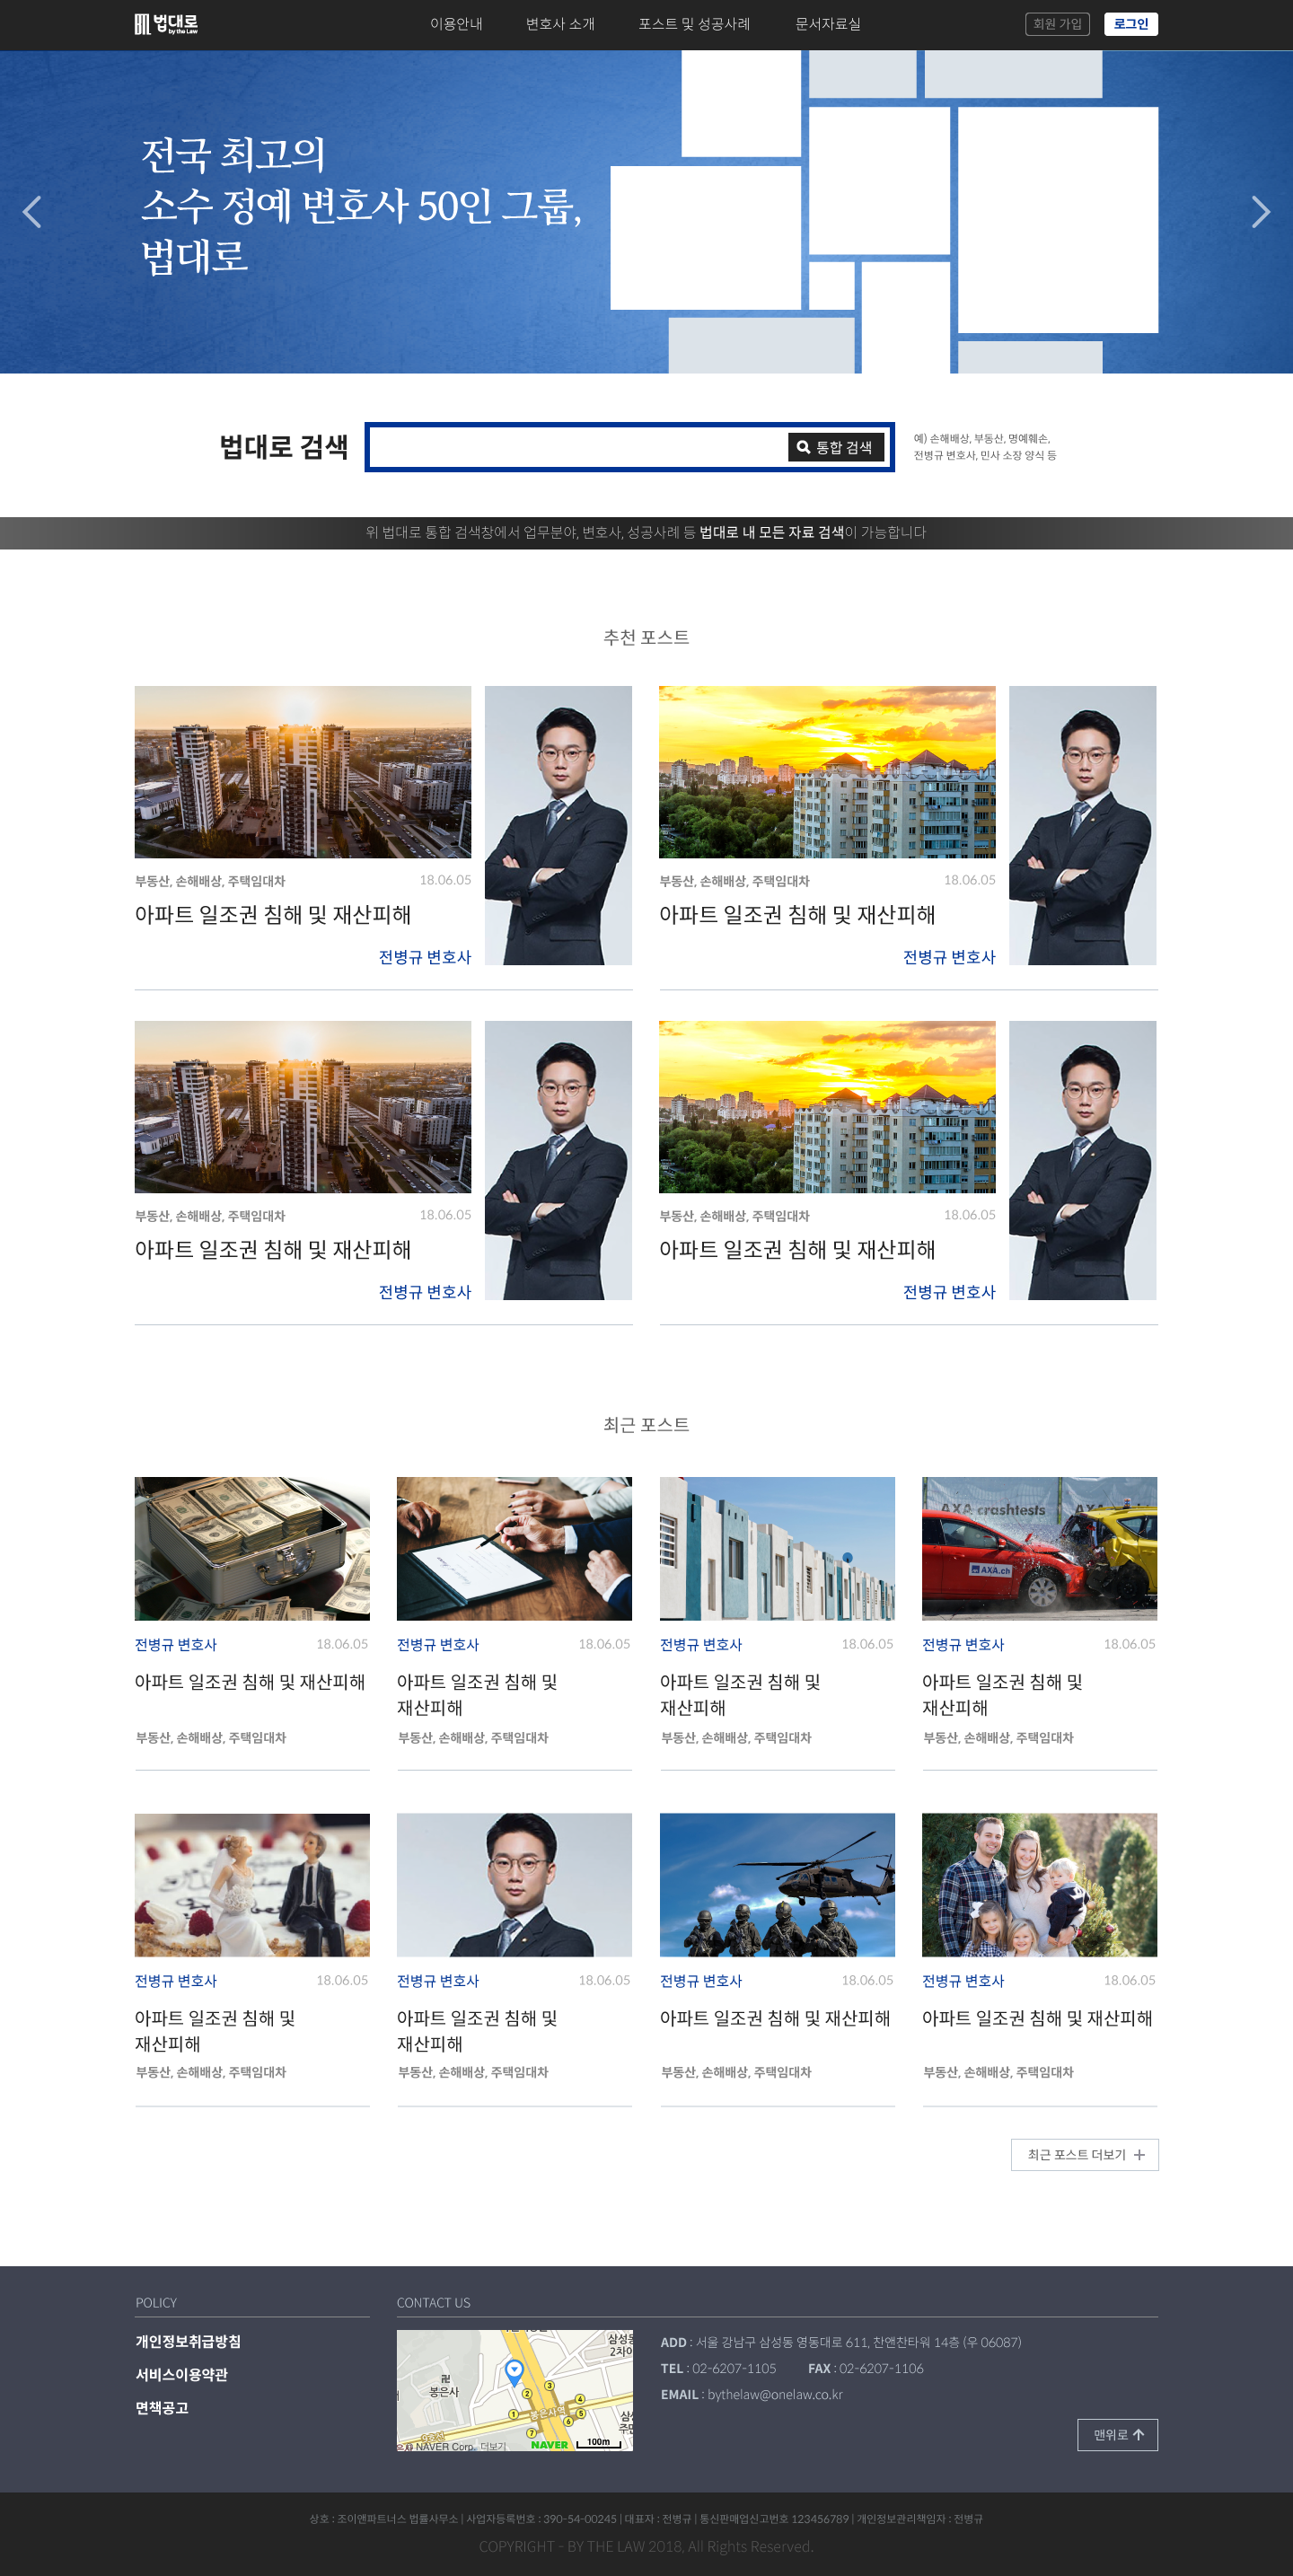 법대로
by the Law
이용안내
변호사 소개
포스트 및 성공사례
문서자료실
회원 가입
로그인
전국 최고의
소수 정예 변호사 50인 그룹,
법대로
법대로 검색
통합 검색
예) 손해배상, 부동산, 명예훼손,
전병규 변호사, 민사 소장 양식 등
위 법대로 통합 검색창에서 업무분야, 변호사, 성공사례 등 법대로 내 모든 자료 검색이 가능합니다
추천 포스트
부동산, 손해배상, 주택임대차
18.06.05
아파트 일조권 침해 및 재산피해
전병규 변호사
부동산, 손해배상, 주택임대차
18.06.05
아파트 일조권 침해 및 재산피해
전병규 변호사
부동산, 손해배상, 주택임대차
18.06.05
아파트 일조권 침해 및 재산피해
전병규 변호사
부동산, 손해배상, 주택임대차
18.06.05
아파트 일조권 침해 및 재산피해
전병규 변호사
최근 포스트
전병규 변호사
18.06.05
아파트 일조권 침해 및 재산피해
부동산, 손해배상, 주택임대차
전병규 변호사
18.06.05
아파트 일조권 침해 및
재산피해
부동산, 손해배상, 주택임대차
전병규 변호사
18.06.05
아파트 일조권 침해 및
재산피해
부동산, 손해배상, 주택임대차
AXA crashtests
AXA
AXA.ch
전병규 변호사
18.06.05
아파트 일조권 침해 및
재산피해
부동산, 손해배상, 주택임대차
전병규 변호사
18.06.05
아파트 일조권 침해 및
재산피해
부동산, 손해배상, 주택임대차
전병규 변호사
18.06.05
아파트 일조권 침해 및
재산피해
부동산, 손해배상, 주택임대차
전병규 변호사
18.06.05
아파트 일조권 침해 및 재산피해
부동산, 손해배상, 주택임대차
전병규 변호사
18.06.05
아파트 일조권 침해 및 재산피해
부동산, 손해배상, 주택임대차
최근 포스트 더보기 +
POLICY
개인정보취급방침
서비스이용약관
면책공고
CONTACT US
삼성동
2차아
봉은사
봉은사역
1
2
3
4
5
6
7
삼성
주민
NAVER Corp. 더보기
NAVER
100m
ADD : 서울 강남구 삼성동 영동대로 611, 찬앤찬타워 14층 (우 06087)
TEL : 02-6207-1105
FAX : 02-6207-1106
EMAIL : bythelaw@onelaw.co.kr
맨위로
상호 : 조이앤파트너스 법률사무소 | 사업자등록번호 : 390-54-00245 | 대표자 : 전병규 | 통신판매업신고번호 123456789 | 개인정보관리책임자 : 전병규
COPYRIGHT - BY THE LAW 2018, All Rights Reserved.